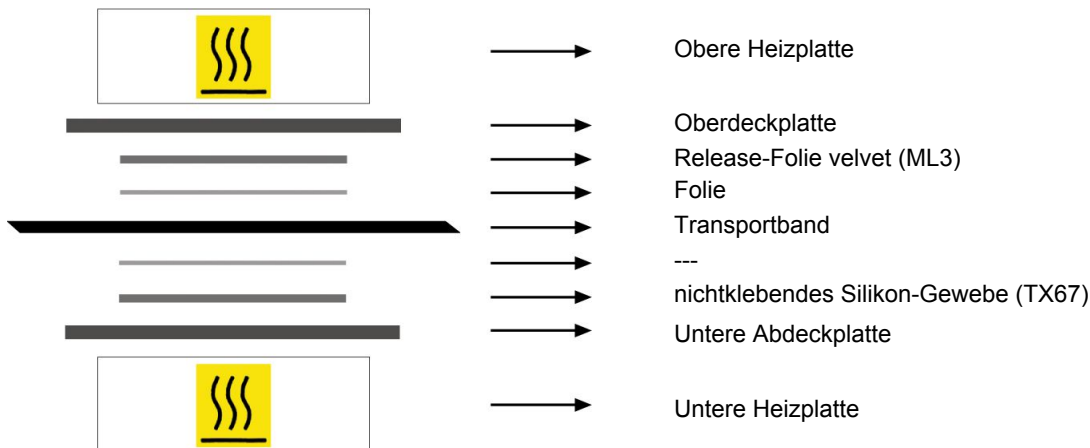 Obere Heizplatte
Oberdeckplatte
Release-Folie velvet (ML3)
Folie
Transportband
---
nichtklebendes Silikon-Gewebe (TX67)
Untere Abdeckplatte
Untere Heizplatte